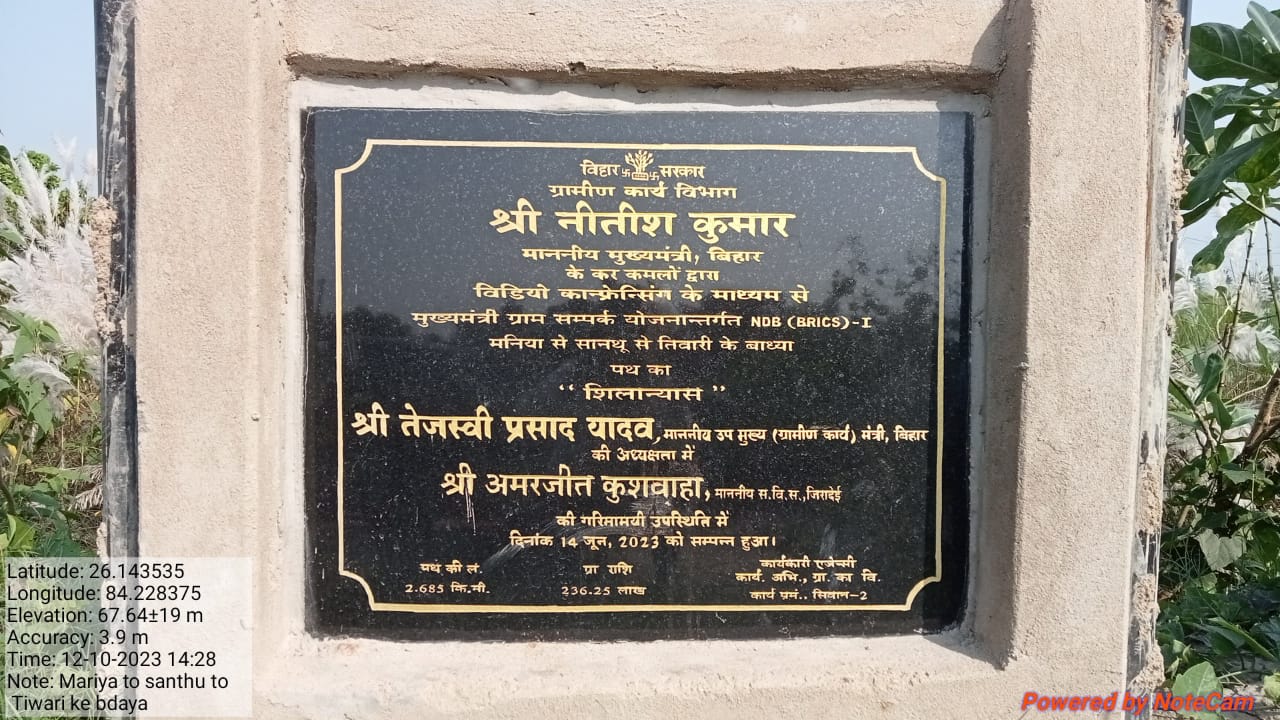 बिहार सरकार
ग्रामीण कार्य विभाग
श्री नीतीश कुमार
माननीय मुख्यमंत्री, बिहार
के कर कमलों द्वारा
विडियो कान्फ्रेन्सिंग के माध्यम से
मुख्यमंत्री ग्राम सम्पर्क योजनान्तर्गत NDB (BRICS)-I
मनिया से सानथू से तिवारी के बाध्या
पथ का
“ शिलान्यास ”
श्री तेजस्वी प्रसाद यादव, माननीय उप मुख्य (ग्रामीण कार्य) मंत्री, बिहार
की अध्यक्षता में
श्री अमरजीत कुशवाहा, माननीय स.वि.स.,जिरादेई
की गरिमामयी उपस्थिति में
दिनांक 14 जून, 2023 को सम्पन्न हुआ।
पथ की लं. प्रा राशि कार्यकारी एजेन्सी
2.685 कि.मी. 236.25 लाख कार्य. अभि., ग्रा. का वि.
कार्य प्रमं.. सिवान-2
Latitude: 26.143535
Longitude: 84.228375
Elevation: 67.64±19 m
Accuracy: 3.9 m
Time: 12-10-2023 14:28
Note: Mariya to santhu to
Tiwari ke bdaya
Powered by NoteCam